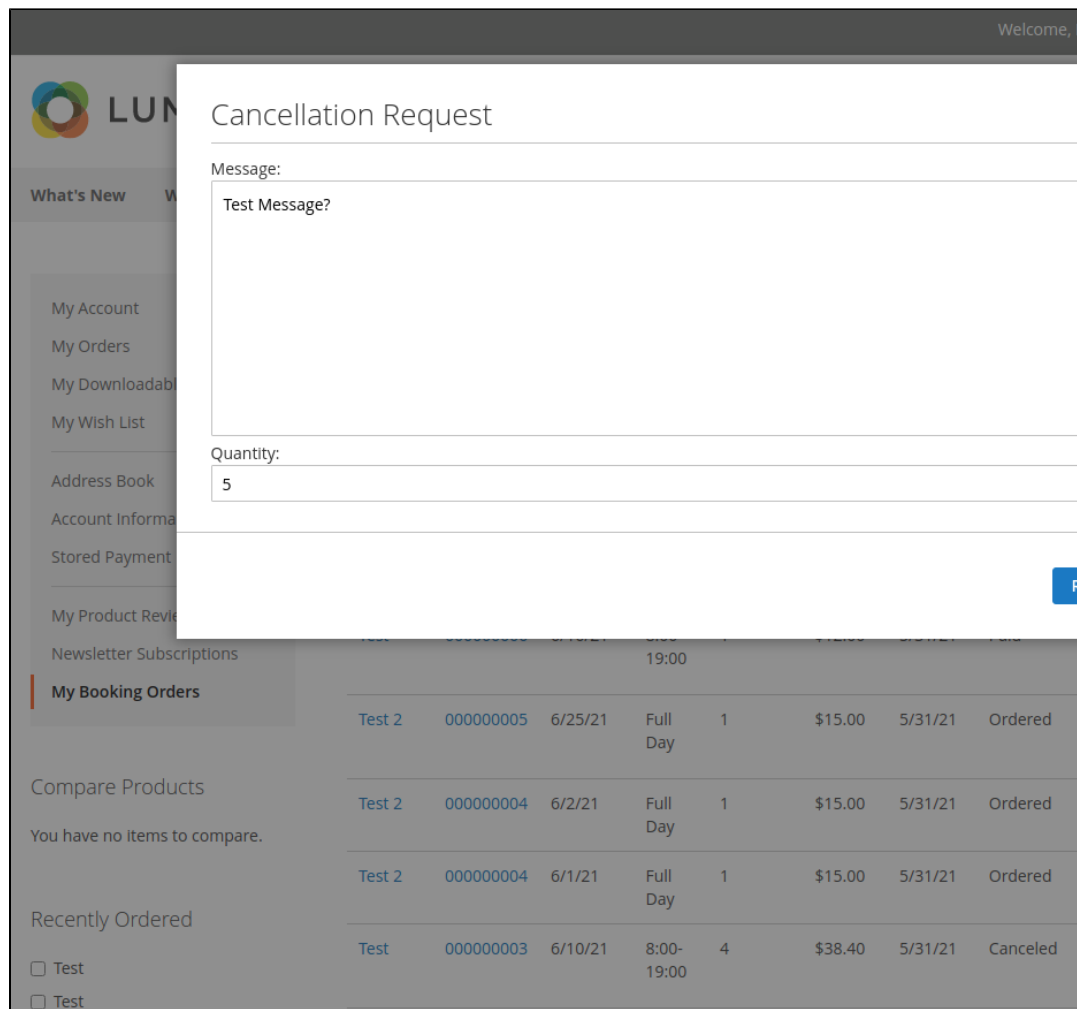 Welcome,
LUM
Cancellation Request
Message:
What's New W
Test Message?
My Account
My Orders
My Downloadabl
My Wish List
Quantity:
Address Book 5
Account Informa
Stored Payment
My Product Revie
Newsletter Subscriptions
My Booking Orders
19:00
Test 2 000000005 6/25/21 Full Day 1 $15.00 5/31/21 Ordered
Compare Products
You have no items to compare.
Test 2 000000004 6/2/21 Full Day 1 $15.00 5/31/21 Ordered
Test 2 000000004 6/1/21 Full Day 1 $15.00 5/31/21 Ordered
Recently Ordered
Test 000000003 6/10/21 8:00-19:00 4 $38.40 5/31/21 Canceled
Test
Test